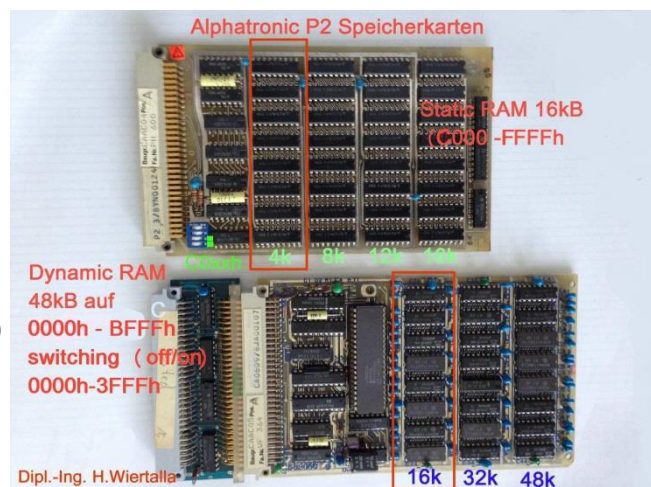 Alphatronic P2 Speicherkarten
Static RAM 16kB
(C000 -FFFFh
4k 8k 12k 16k
Dynamic RAM
48kB auf
0000h - BFFFh
switching ( off/on)
0000h-3FFFh
Dipl.-Ing. H.Wiertalla
16k 32k 48k